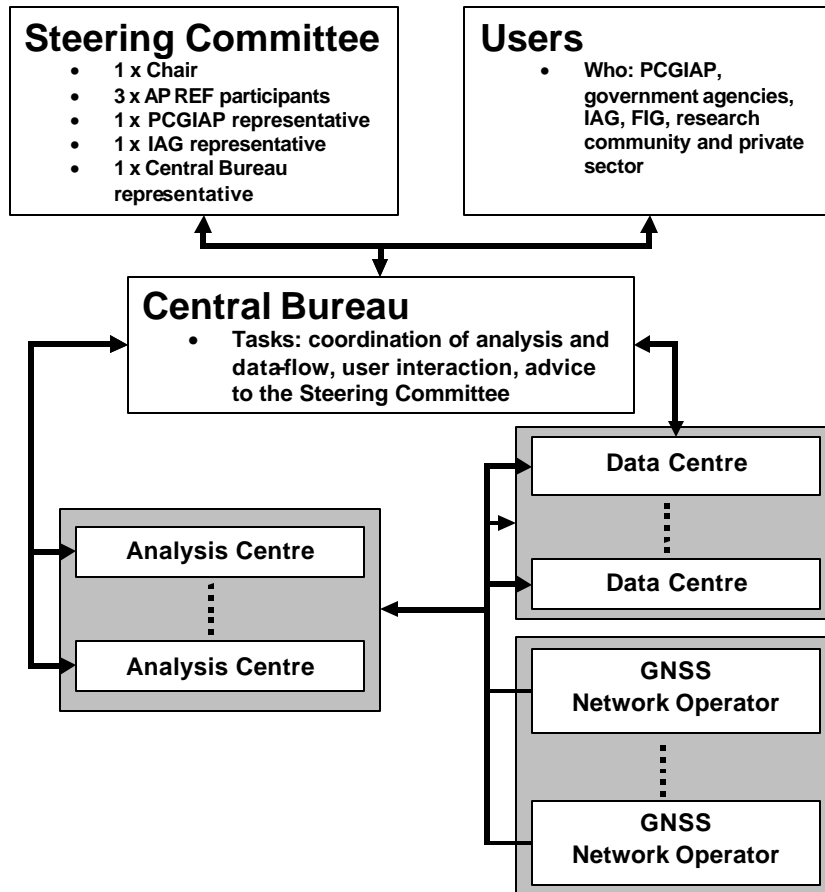 Steering Committee
• 1 x Chair
• 3 x APREF participants
• 1 x PCGIAP representative
• 1 x IAG representative
• 1 x Central Bureau
representative
Users
• Who: PCGIAP,
government agencies,
IAG, FIG, research
community and private
sector
Central Bureau
• Tasks: coordination of analysis and
data-flow, user interaction, advice
to the Steering Committee
Data Centre
Data Centre
Analysis Centre
Analysis Centre
GNSS
Network Operator
GNSS
Network Operator